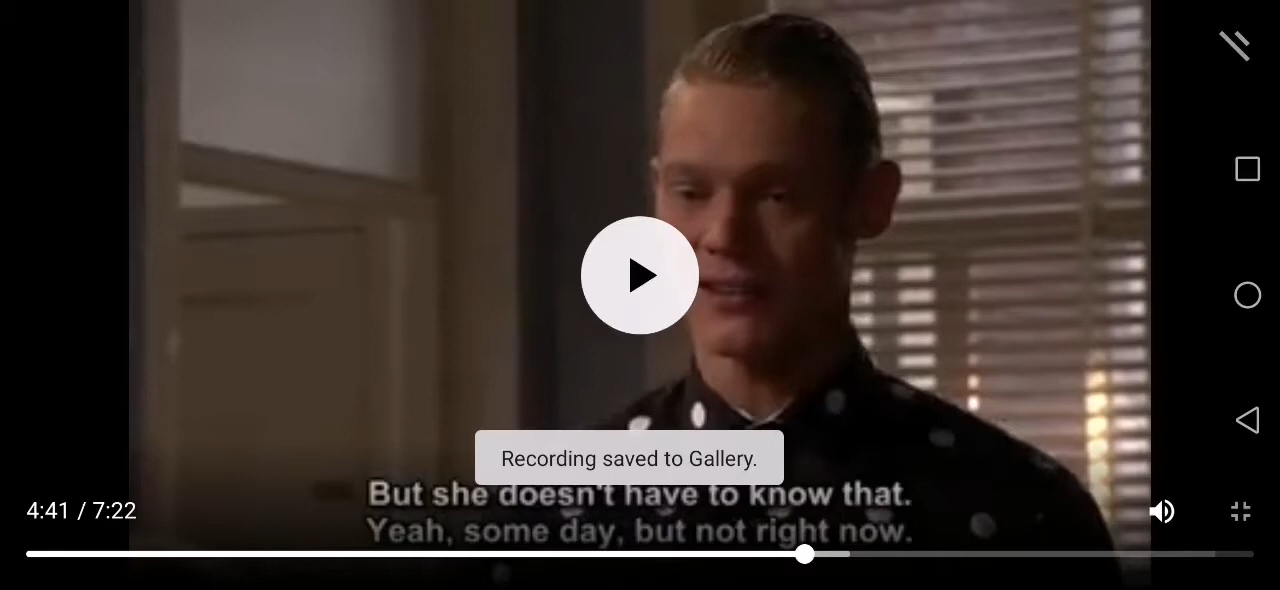 Recording saved to Gallery.
But she doesn't have to know that.
Yeah, some day, but not right now.
4:41 / 7:22